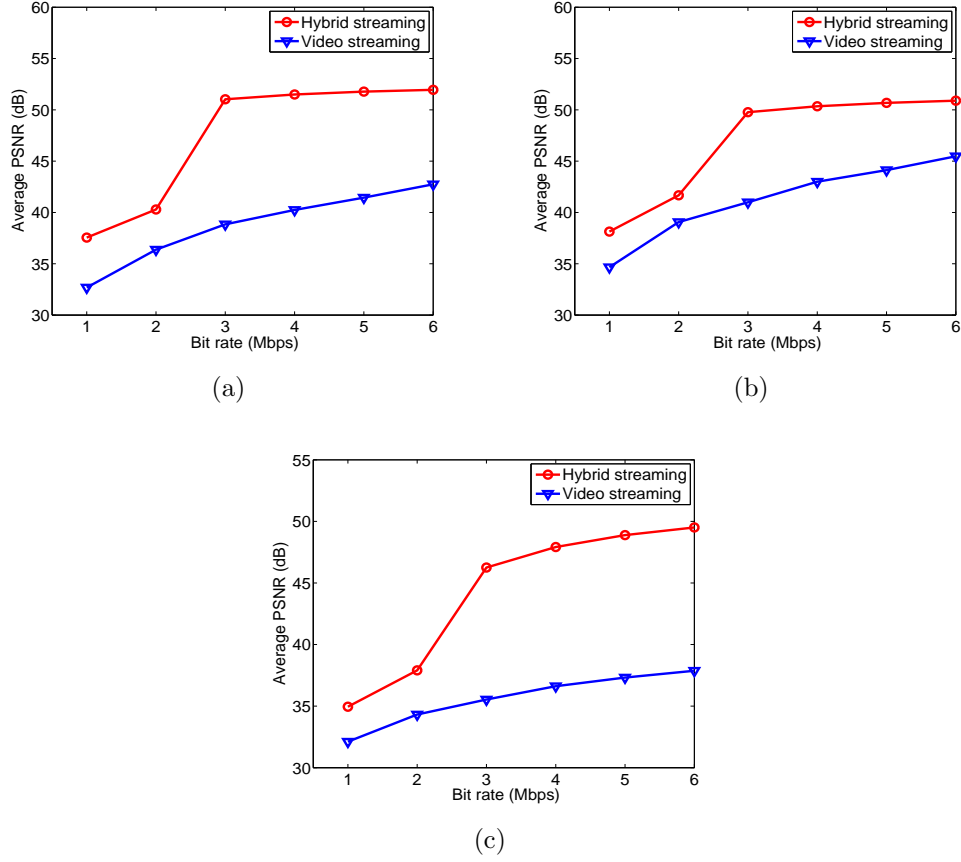 60
55
50
45
40
35
30
Average PSNR (dB)
Hybrid streaming
Video streaming
1 2 3 4 5 6
Bit rate (Mbps)
(a)
60
55
50
45
40
35
30
Average PSNR (dB)
Hybrid streaming
Video streaming
1 2 3 4 5 6
Bit rate (Mbps)
(b)
55
50
45
40
35
30
Average PSNR (dB)
Hybrid streaming
Video streaming
1 2 3 4 5 6
Bit rate (Mbps)
(c)